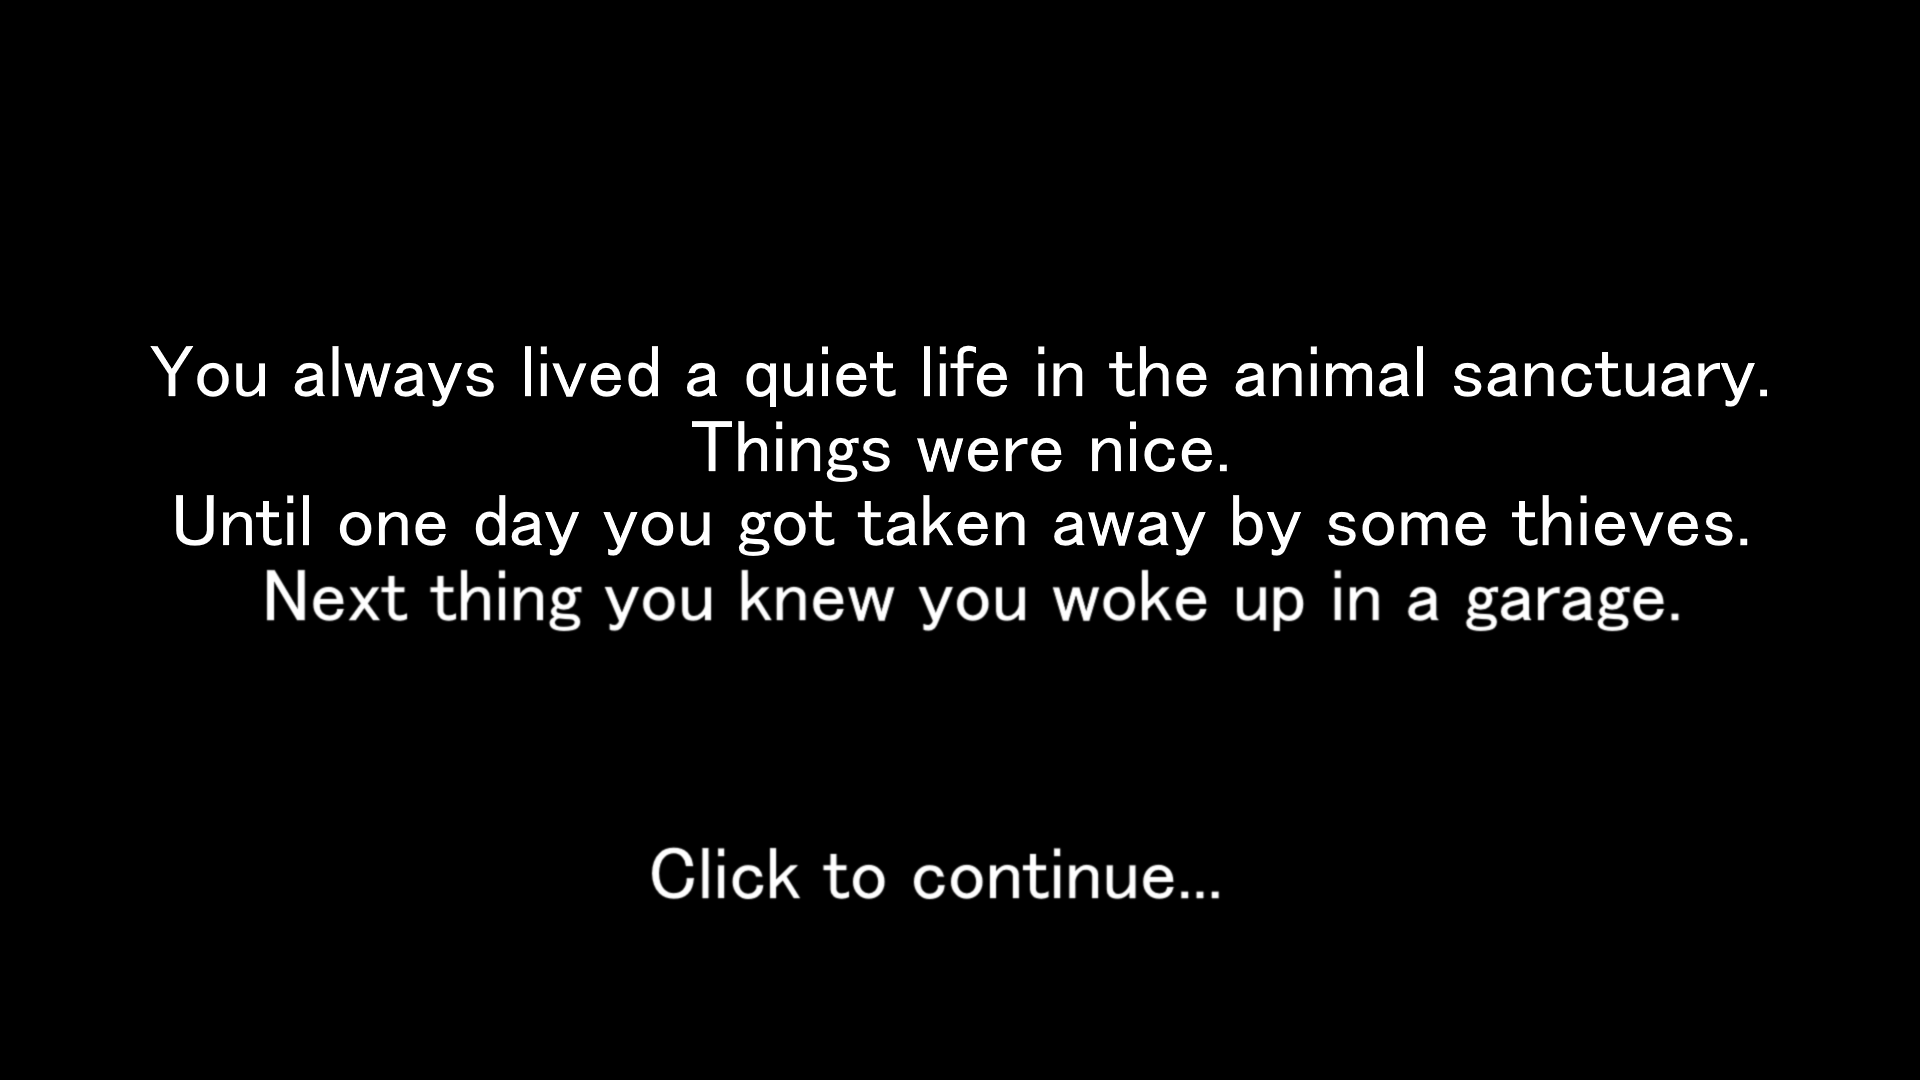 You always lived a quiet life in the animal sanctuary.
Things were nice.
Until one day you got taken away by some thieves.
Next thing you knew you woke up in a garage.
Click to continue...